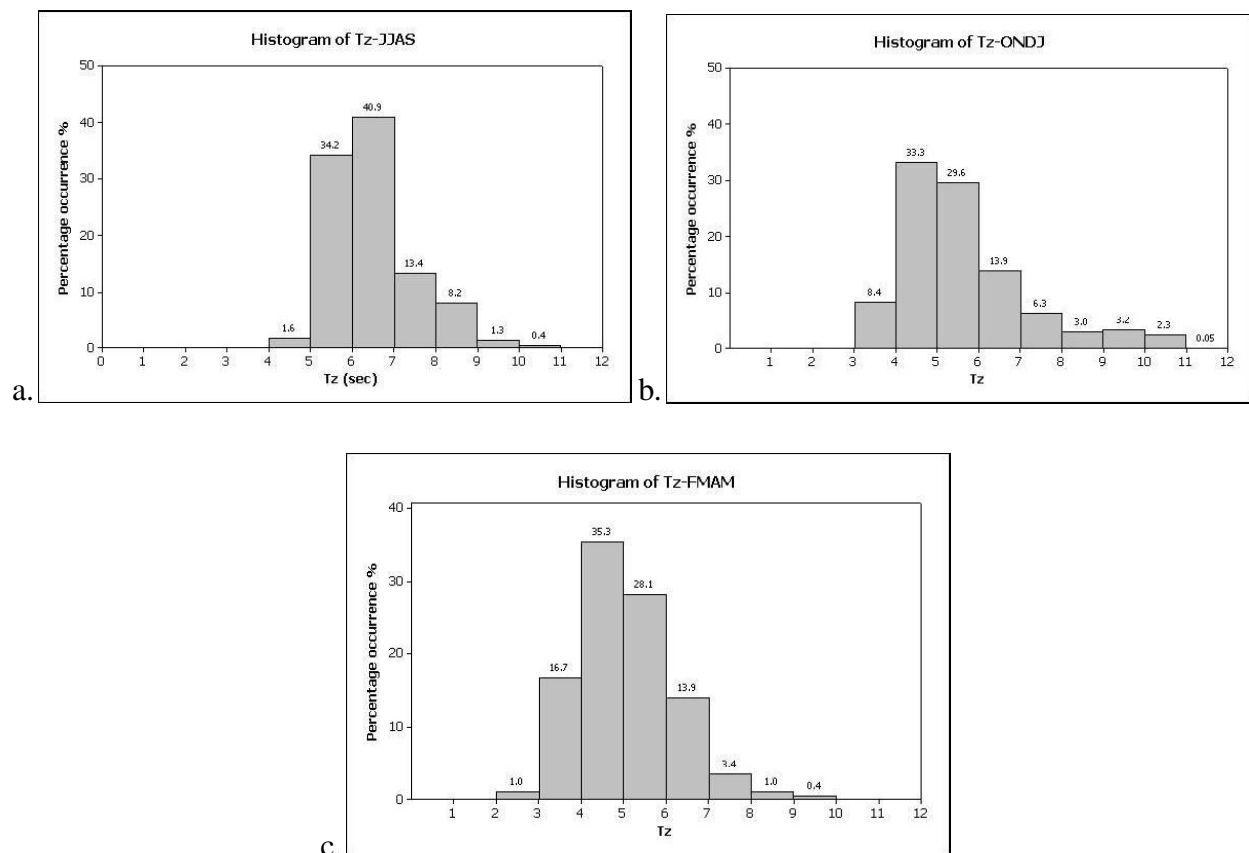 Histogram of Tz-JJAS
Percentage occurrence %
50
40
30
20
10
0
1.6
34.2
40.9
13.4
8.2
1.3
0.4
0 1 2 3 4 5 6 7 8 9 10 11 12
Tz (sec)
a.
Histogram of Tz-ONDJ
Percentage occurrence %
50
40
30
20
10
0
8.4
33.3
29.6
13.9
6.3
3.0
3.2
2.3
0.05
1 2 3 4 5 6 7 8 9 10 11 12
Tz
b.
Histogram of Tz-FMAM
Percentage occurrence %
40
30
20
10
0
1.0
16.7
35.3
28.1
13.9
3.4
1.0
0.4
1 2 3 4 5 6 7 8 9 10 11 12
Tz
c.